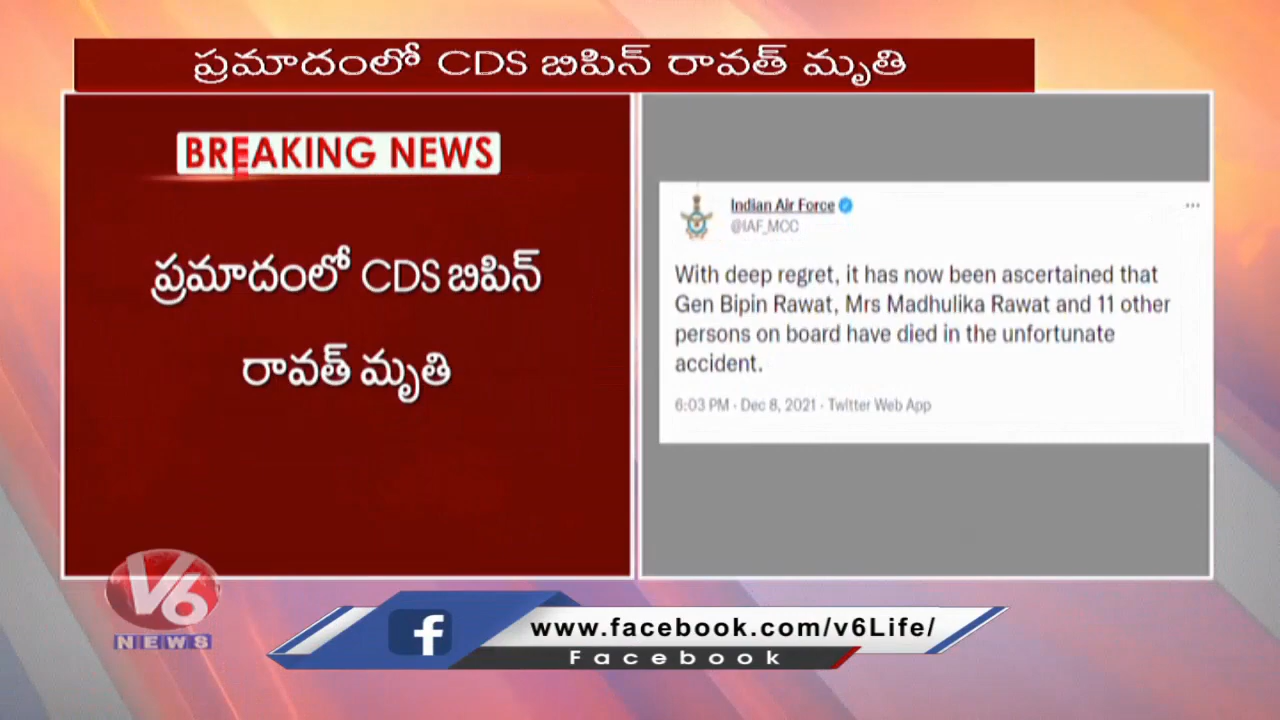 ప్రమాదంలో CDS బిపిన్ రావత్ మృతి
BREAKING NEWS
ప్రమాదంలో CDS బిపిన్
రావత్ మృతి
Indian Air Force
@IAF_MCC
With deep regret, it has now been ascertained that
Gen Bipin Rawat, Mrs Madhulika Rawat and 11 other
persons on board have died in the unfortunate
accident.
6:03 PM · Dec 8, 2021 · Twitter Web App
V6
NEWS
f
www.facebook.com/v6Life/
Facebook